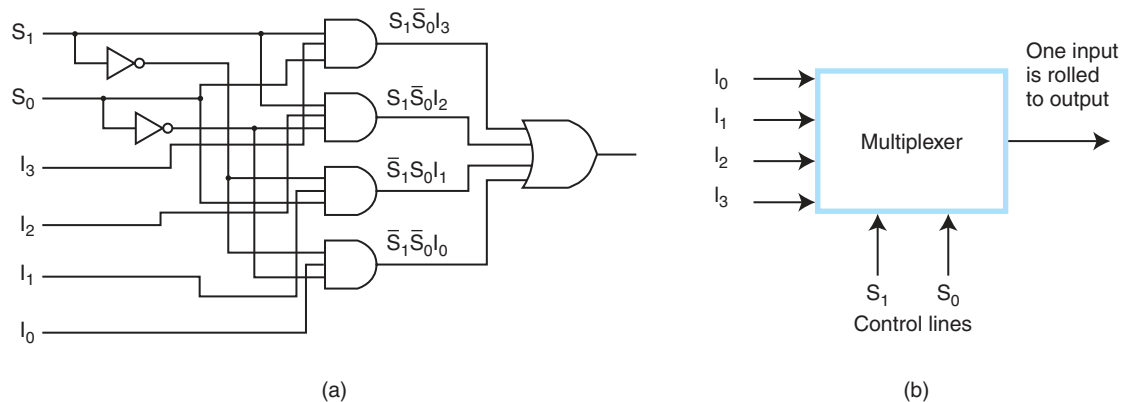 S₁
S₀
I₃
I₂
I₁
I₀
S₁S̅₀I₃
S₁S̅₀I₂
S̅₁S₀I₁
S̅₁S̅₀I₀
(a)
I₀
I₁
I₂
I₃
Multiplexer
One input
is rolled
to output
S₁ S₀
Control lines
(b)